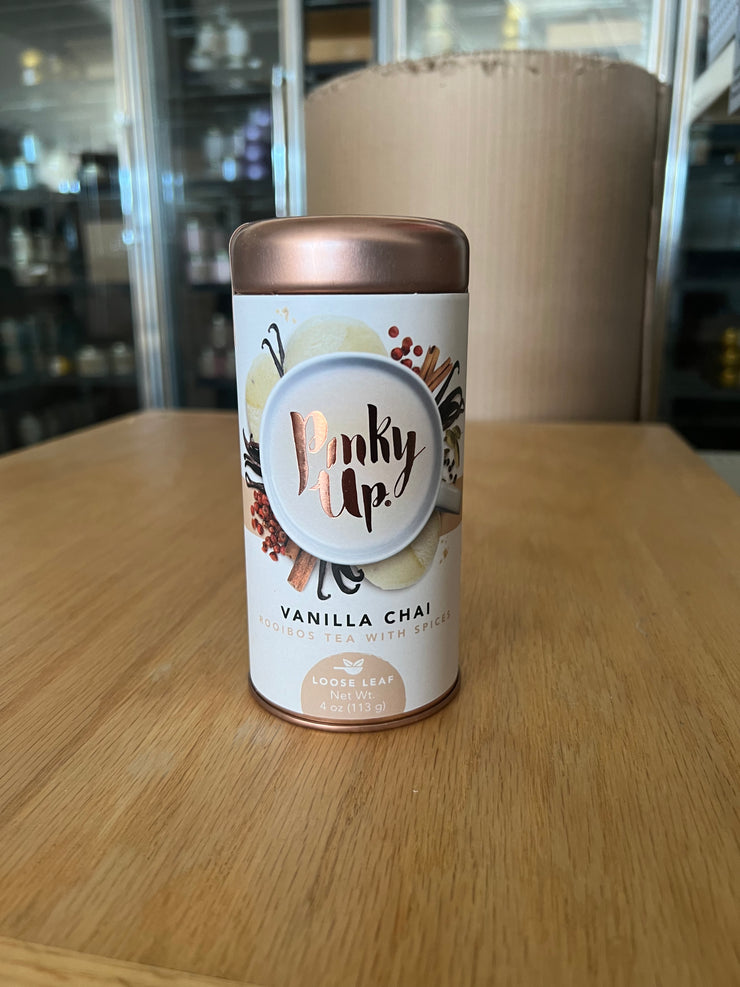 Pinky
Up.
VANILLA CHAI
ROOIBOS TEA WITH SPICES
LOOSE LEAF
Net Wt.
4 oz (113 g)